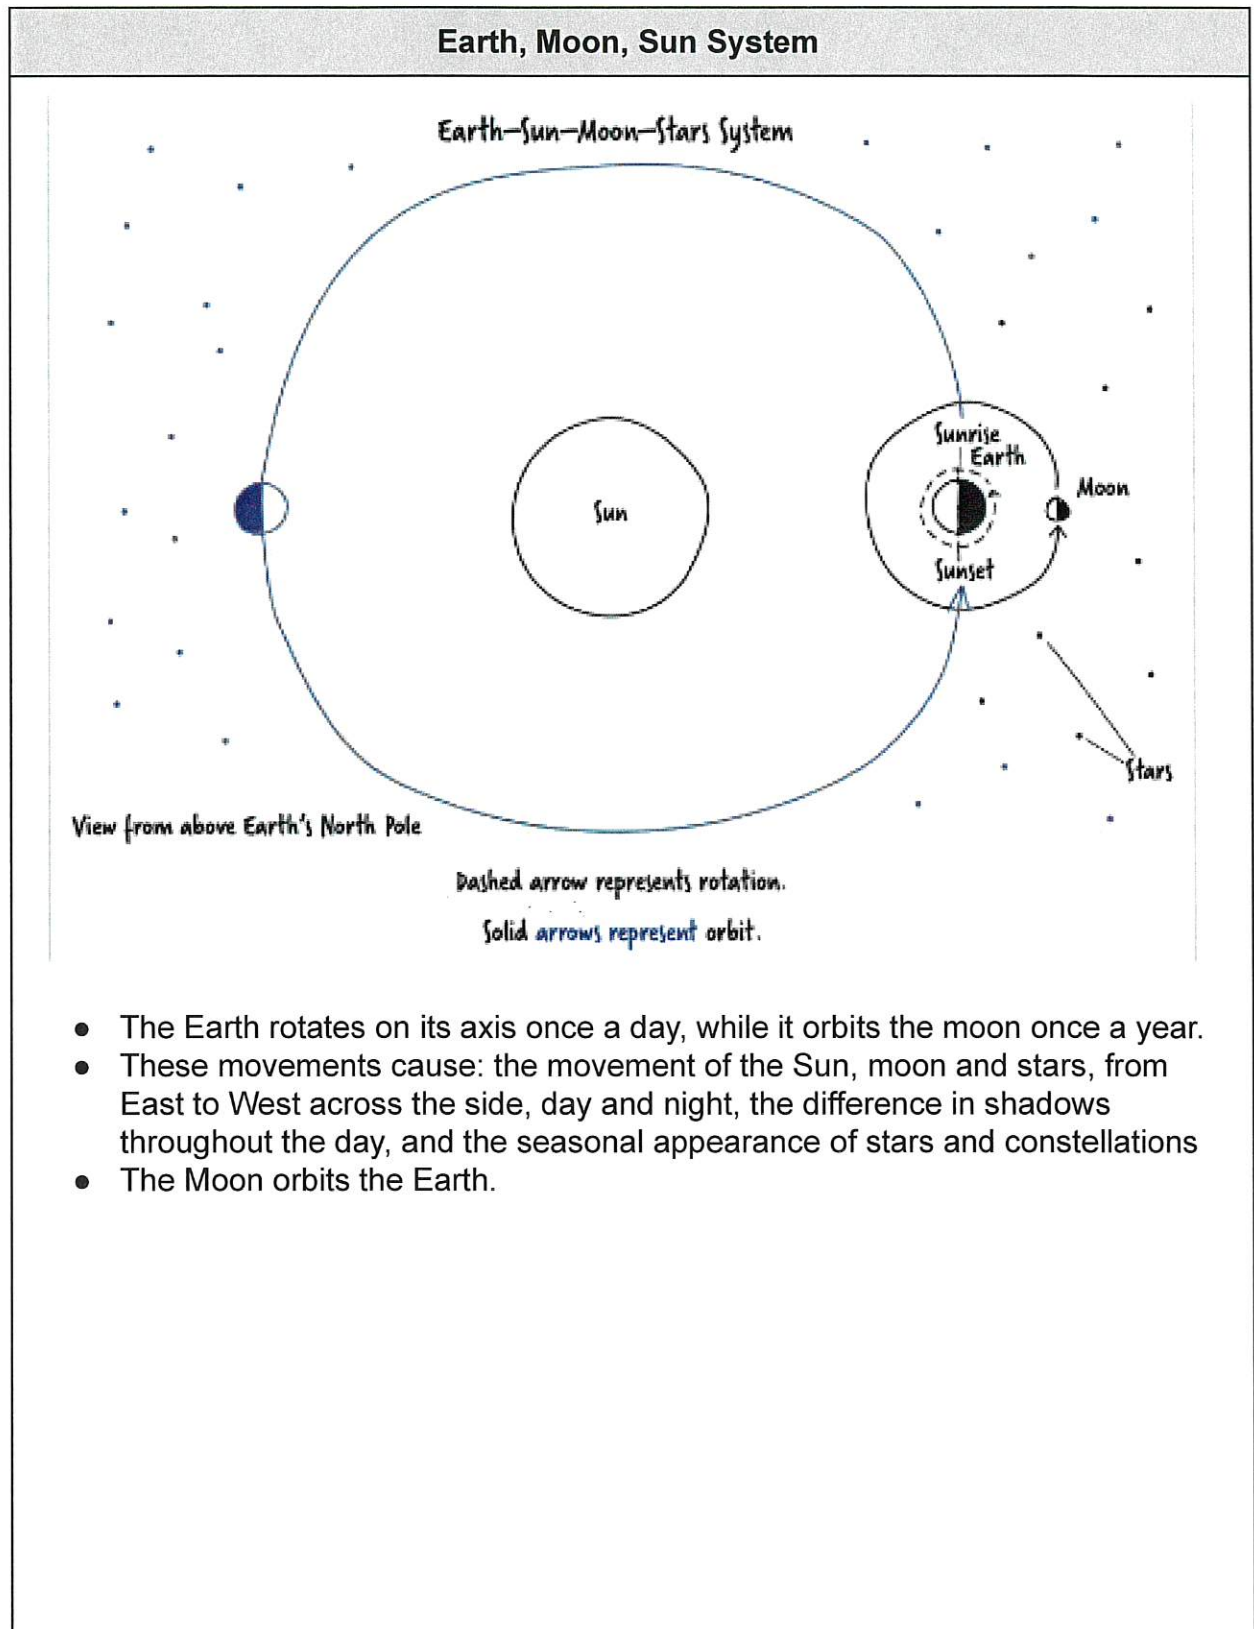 Earth, Moon, Sun System
Earth-Sun-Moon-Stars System
Sunrise
Earth
Moon
Sun
Sunset
Stars
View from above Earth's North Pole
Dashed arrow represents rotation.
Solid arrows represent orbit.
● The Earth rotates on its axis once a day, while it orbits the moon once a year.
● These movements cause: the movement of the Sun, moon and stars, from
East to West across the side, day and night, the difference in shadows
throughout the day, and the seasonal appearance of stars and constellations
● The Moon orbits the Earth.